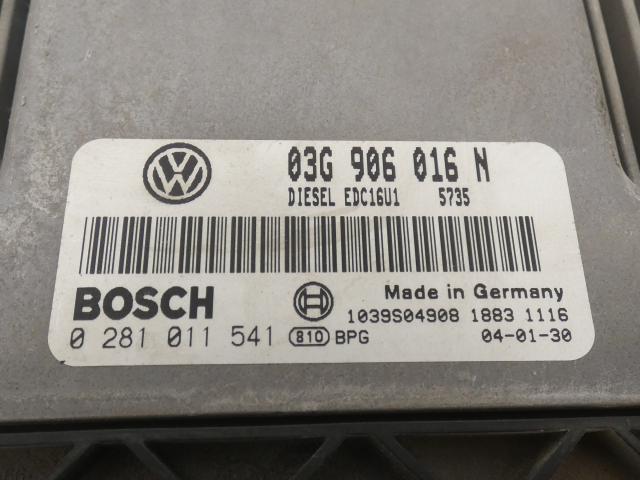 03G 906 016 N
DIESEL EDC16U1 5735
BOSCH
Made in Germany
1039S04908 1883 1116
0 281 011 541 810 BPG 04-01-30